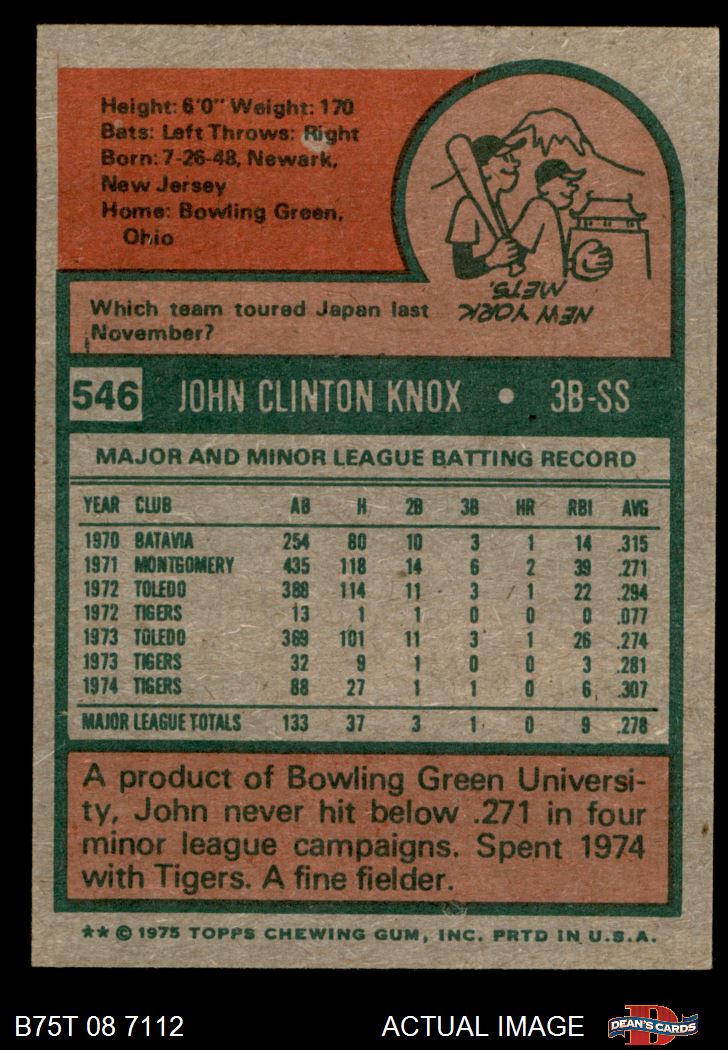 Height: 6'0" Weight: 170
Bats: Left Throws: Right
Born: 7-26-48, Newark,
New Jersey
Home: Bowling Green,
Ohio
Which team toured Japan last
November?
NEW YORK
METS.
546 JOHN CLINTON KNOX • 3B-SS
MAJOR AND MINOR LEAGUE BATTING RECORD
YEAR CLUB AB H 2B 3B HR RBI AVG
1970 BATAVIA 254 80 10 3 1 14 .315
1971 MONTGOMERY 435 118 14 6 2 39 .271
1972 TOLEDO 388 114 11 3 1 22 .294
1972 TIGERS 13 1 1 0 0 0 .077
1973 TOLEDO 369 101 11 3 1 26 .274
1973 TIGERS 32 9 1 0 0 3 .281
1974 TIGERS 88 27 1 1 0 6 .307
MAJOR LEAGUE TOTALS 133 37 3 1 0 9 .278
A product of Bowling Green Universi-
ty, John never hit below .271 in four
minor league campaigns. Spent 1974
with Tigers. A fine fielder.
** © 1975 TOPPS CHEWING GUM, INC. PRTD IN U.S.A.
B75T 08 7112 ACTUAL IMAGE DEAN'S CARDS